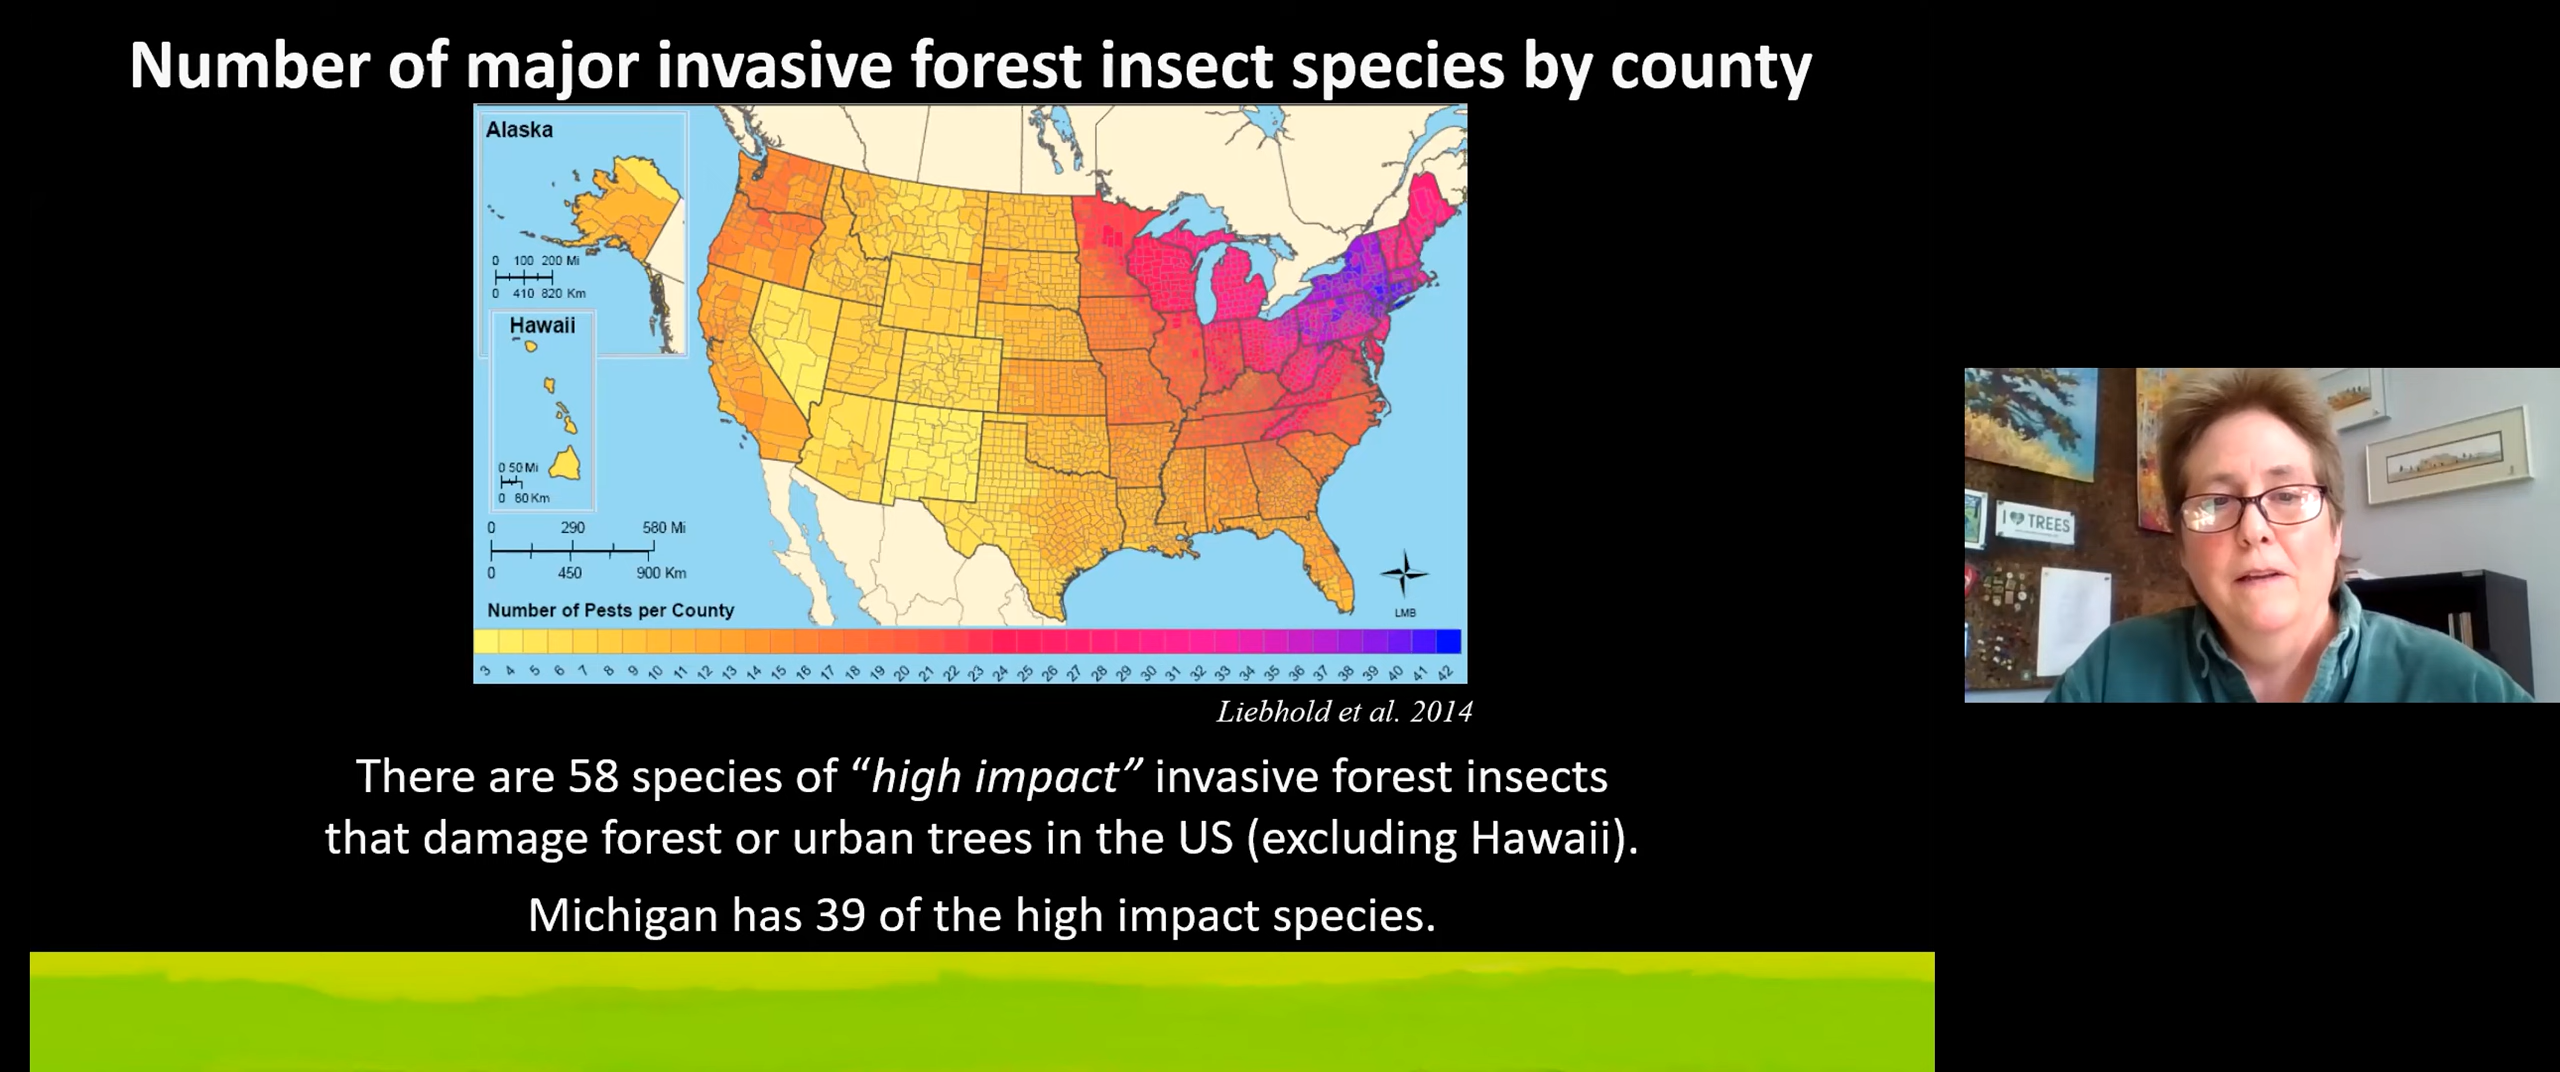 Number of major invasive forest insect species by county
Alaska
0 100 200 Mi
0 410 820 Km
Hawaii
0 50 Mi
0 80 Km
0 290 580 Mi
0 450 900 Km
LMB
Number of Pests per County
3 4 5 6 7 8 9 10 11 12 13 14 15 16 17 18 19 20 21 22 23 24 25 26 27 28 29 30 31 32 33 34 35 36 37 38 39 40 41 42
Liebhold et al. 2014
I TREES
There are 58 species of “high impact” invasive forest insects
that damage forest or urban trees in the US (excluding Hawaii).
Michigan has 39 of the high impact species.